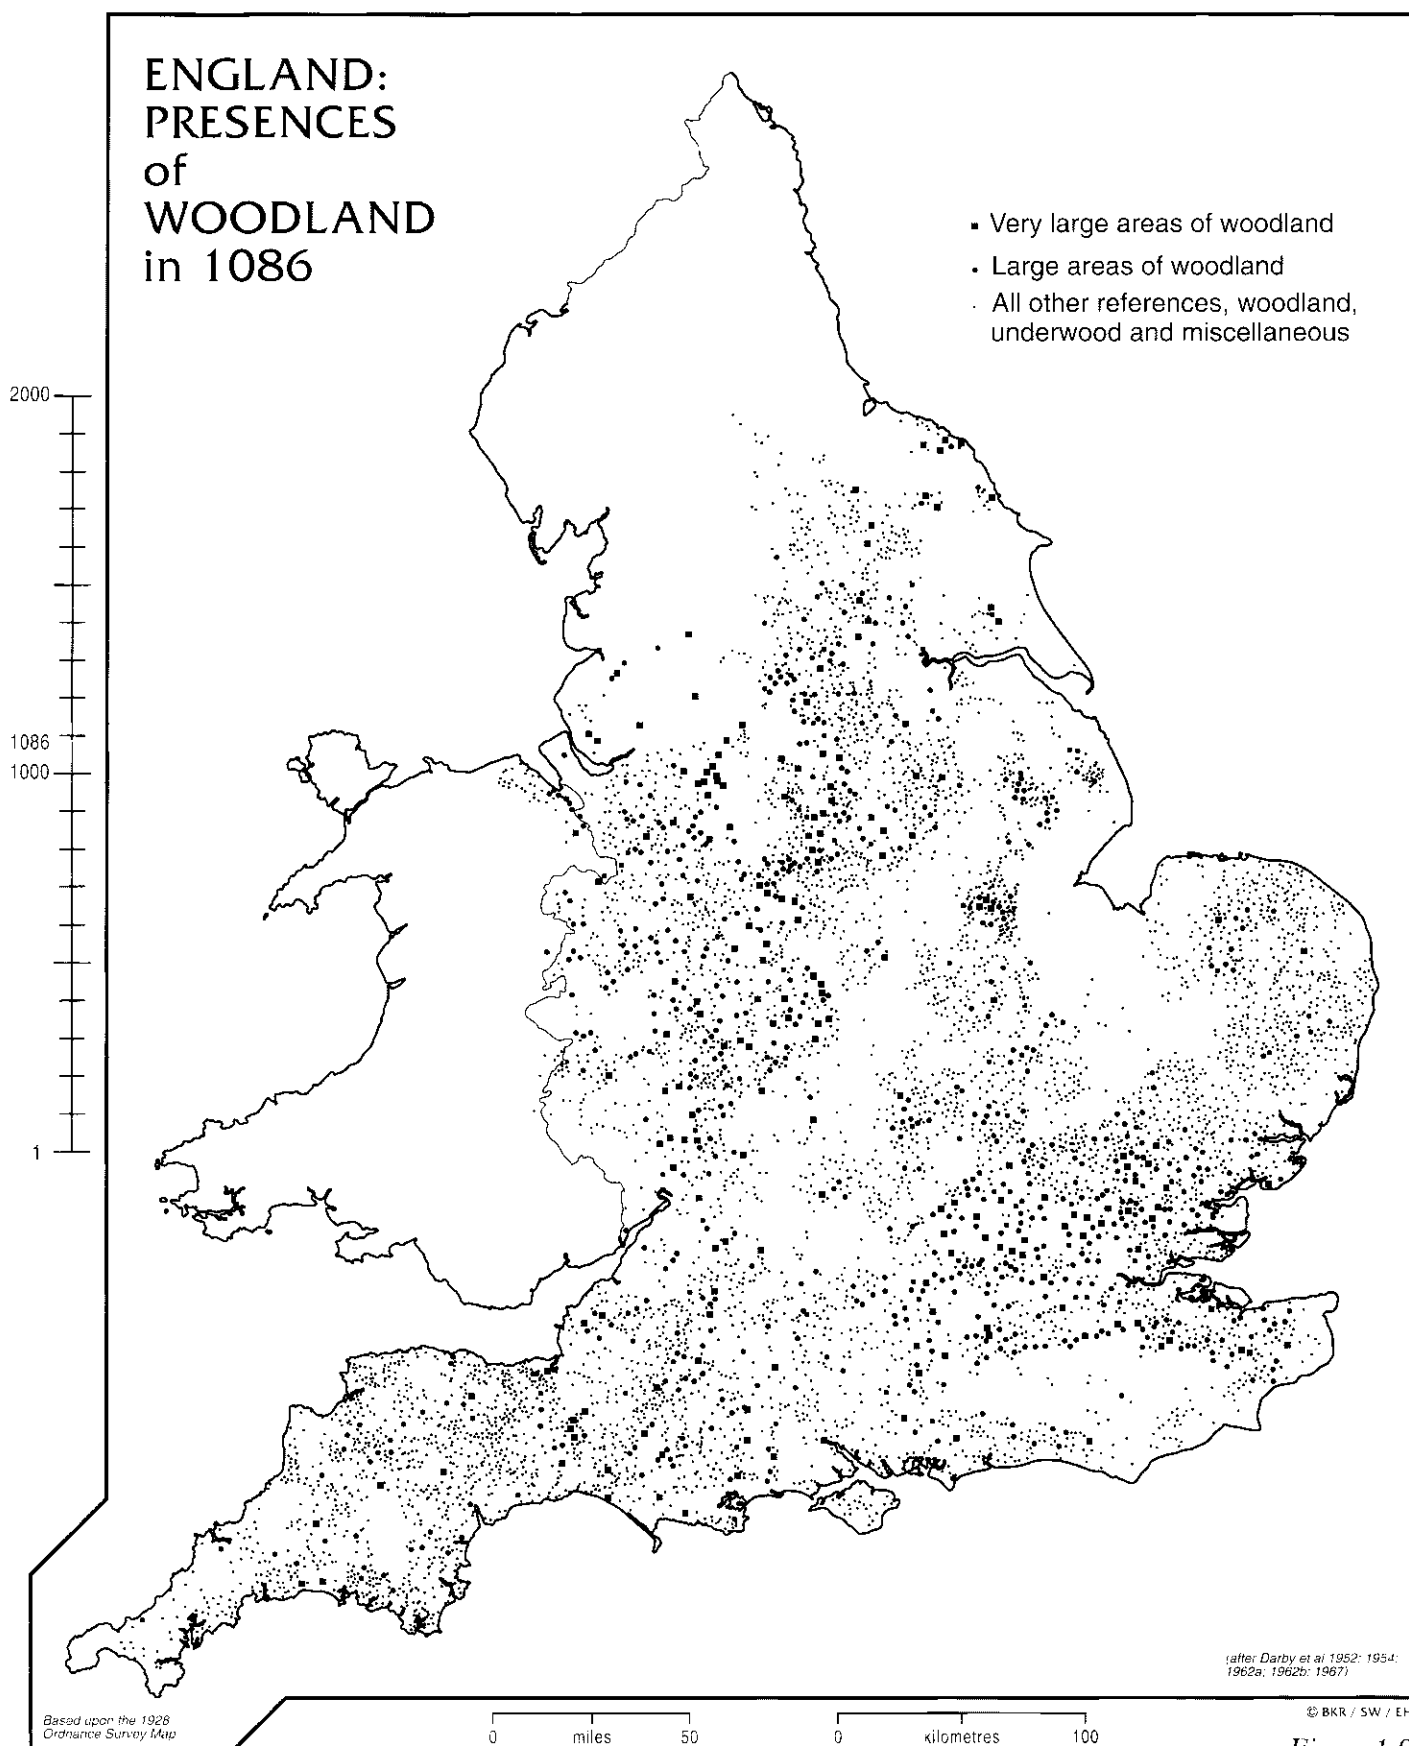 ENGLAND:
PRESENCES
of
WOODLAND
in 1086
Very large areas of woodland
Large areas of woodland
All other references, woodland,
underwood and miscellaneous
2000
1086
1000
1
(after Darby et al 1952; 1954;
1962a; 1962b; 1967)
Based upon the 1928
Ordnance Survey Map
0 miles 50 0 kilometres 100
© BKR / SW / EH
Figure 1.